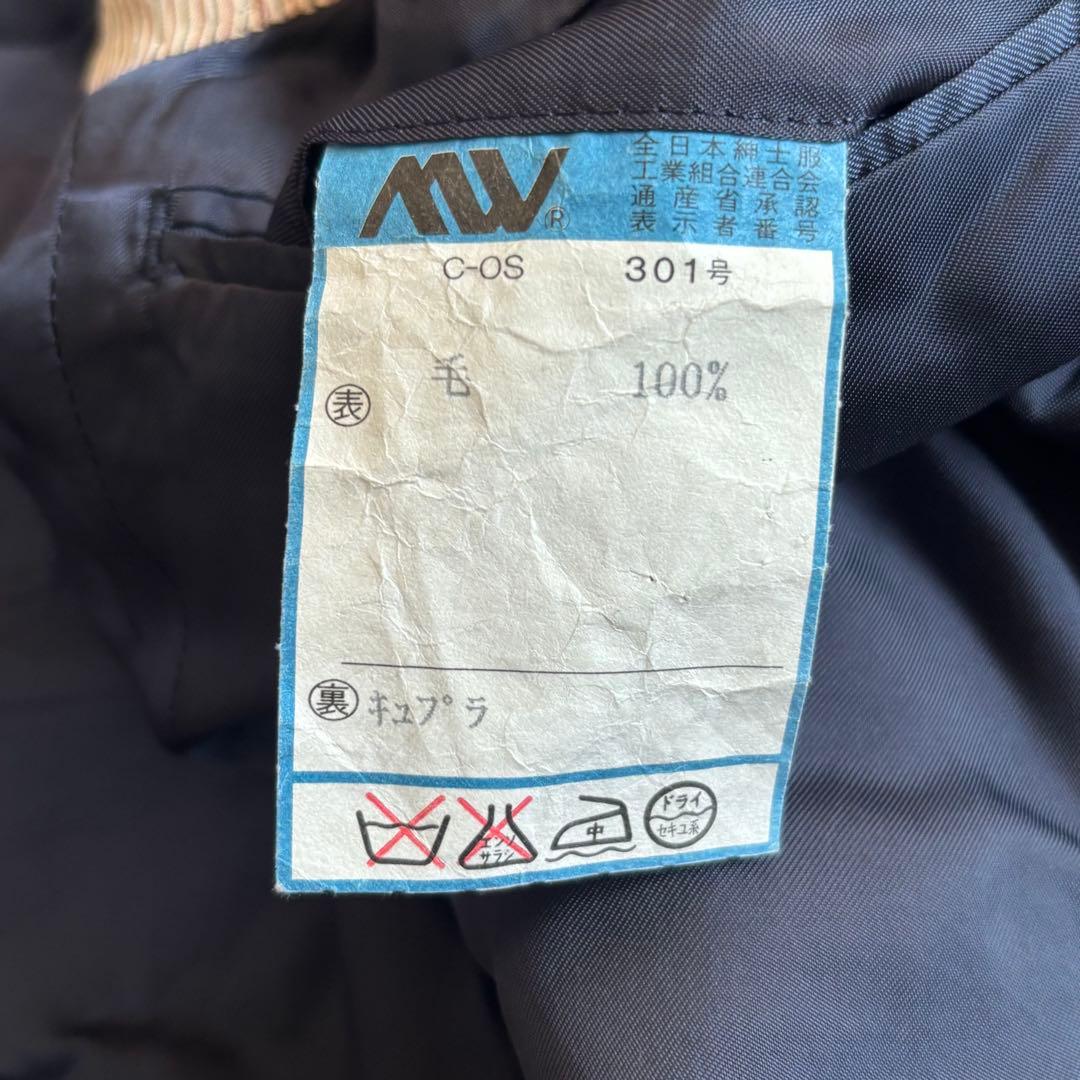 MW®
全日本紳士服
工業組合連合会
通産省承認
表示者番号
C-OS 301号
表 毛 100%
裏 キュプラ
エンソサラシ
中
ドライ
セキユ系